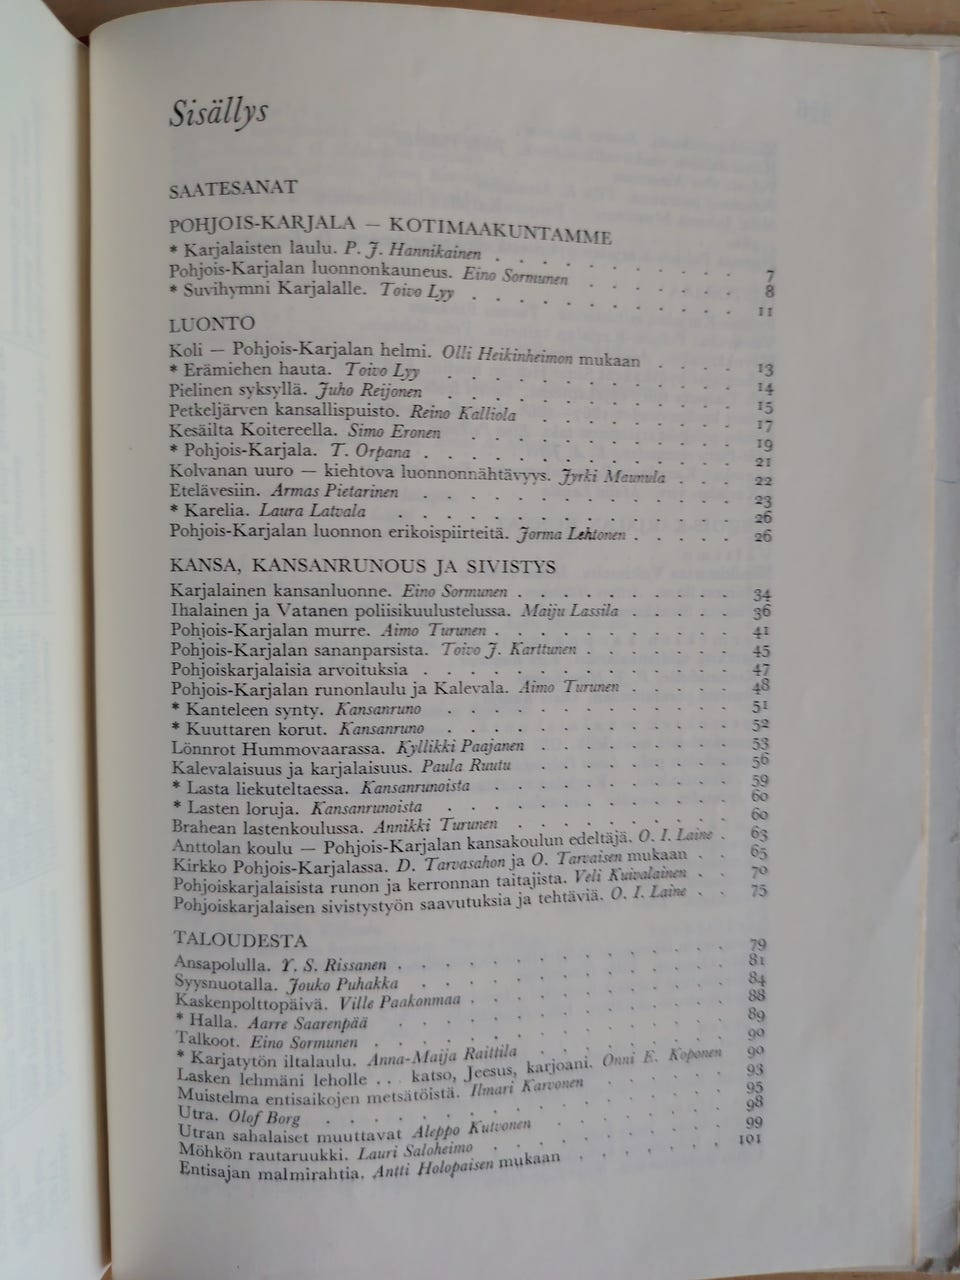 Sisällys
SAATESANAT
POHJOIS-KARJALA — KOTIMAAKUNTAMME
* Karjalaisten laulu. P. J. Hannikainen . . . . . . . . 7
Pohjois-Karjalan luonnonkauneus. Eino Sormunen . . . . . . 8
* Suvihymni Karjalalle. Toivo Lyy . . . . . . . . . 11
LUONTO
Koli — Pohjois-Karjalan helmi. Olli Heikinheimon mukaan . . . . 13
* Erämiehen hauta. Toivo Lyy . . . . . . . . . . 14
Pielinen syksyllä. Juho Reijonen . . . . . . . . . . 15
Petkeljärven kansallispuisto. Reino Kalliola . . . . . . . 17
Kesäilta Koitereella. Simo Eronen . . . . . . . . . 19
* Pohjois-Karjala. T. Orpana . . . . . . . . . . . 21
Kolvanan uuro — kiehtova luonnonnähtävyys. Jyrki Maunula . . . 22
Etelävesiin. Armas Pietarinen . . . . . . . . . . . 23
* Karelia. Laura Latvala . . . . . . . . . . . . 26
Pohjois-Karjalan luonnon erikoispiirteitä. Jorma Lehtonen . . . . . 26
KANSA, KANSANRUNOUS JA SIVISTYS
Karjalainen kansanluonne. Eino Sormunen . . . . . . . . 34
Ihalainen ja Vatanen poliisikuulustelussa. Maiju Lassila . . . . . 36
Pohjois-Karjalan murre. Aimo Turunen . . . . . . . . . 41
Pohjois-Karjalan sananparsista. Toivo J. Karttunen . . . . . . 45
Pohjoiskarjalaisia arvoituksia . . . . . . . . . . . 47
Pohjois-Karjalan runonlaulu ja Kalevala. Aimo Turunen . . . . . 48
* Kanteleen synty. Kansanruno . . . . . . . . . . 51
* Kuuttaren korut. Kansanruno . . . . . . . . . . 52
Lönnrot Hummovaarassa. Kyllikki Paajanen . . . . . . . 53
Kalevalaisuus ja karjalaisuus. Paula Ruutu . . . . . . . 56
* Lasta liekuteltaessa. Kansanrunoista . . . . . . . . . 59
* Lasten loruja. Kansanrunoista . . . . . . . . . . 60
Brahean lastenkoulussa. Annikki Turunen . . . . . . . . 60
Anttolan koulu — Pohjois-Karjalan kansakoulun edeltäjä. O. I. Laine . 63
Kirkko Pohjois-Karjalassa. D. Tarvasahon ja O. Tarvaisen mukaan . . 65
Pohjoiskarjalaisista runon ja kerronnan taitajista. Veli Kuivalainen . . 70
Pohjoiskarjalaisen sivistystyön saavutuksia ja tehtäviä. O. I. Laine . . 75
TALOUDESTA
Ansapolulla. Y. S. Rissanen . . . . . . . . . . . 79
Syysnuotalla. Jouko Puhakka . . . . . . . . . . . 81
Kaskenpolttopäivä. Ville Paakonmaa . . . . . . . . . 84
* Halla. Aarre Saarenpää . . . . . . . . . . . . 88
Talkoot. Eino Sormunen . . . . . . . . . . . . 89
* Karjatytön iltalaulu. Anna-Maija Raittila . . . . . . . . 90
Lasken lehmäni leholle . . . katso, Jeesus, karjoani. Onni E. Koponen 90
Muistelma entisaikojen metsätöistä. Ilmari Karvonen . . . . . 93
Utra. Olof Borg . . . . . . . . . . . . . . 95
Utran sahalaiset muuttavat Aleppo Kutvonen . . . . . . . 98
Möhkön rautaruukki. Lauri Saloheimo . . . . . . . . . 99
Entisajan malmirahtia. Antti Holopaisen mukaan . . . . . . . 101